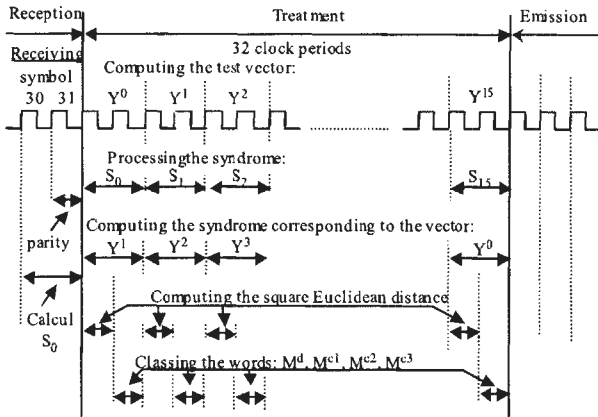 Reception Treatment Emission
32 clock periods
Receiving symbol
30 31
Computing the test vector:
Y⁰ Y¹ Y² Y¹⁵
Processingthe syndrome:
S₀ S₁ S₂ S₁₅
parity
Computing the syndrome corresponding to the vector:
Y¹ Y² Y³ Y⁰
Calcul
S₀
Computing the square Euclidean distance
Classing the words: Mᵈ, Mᶜ¹, Mᶜ², Mᶜ³